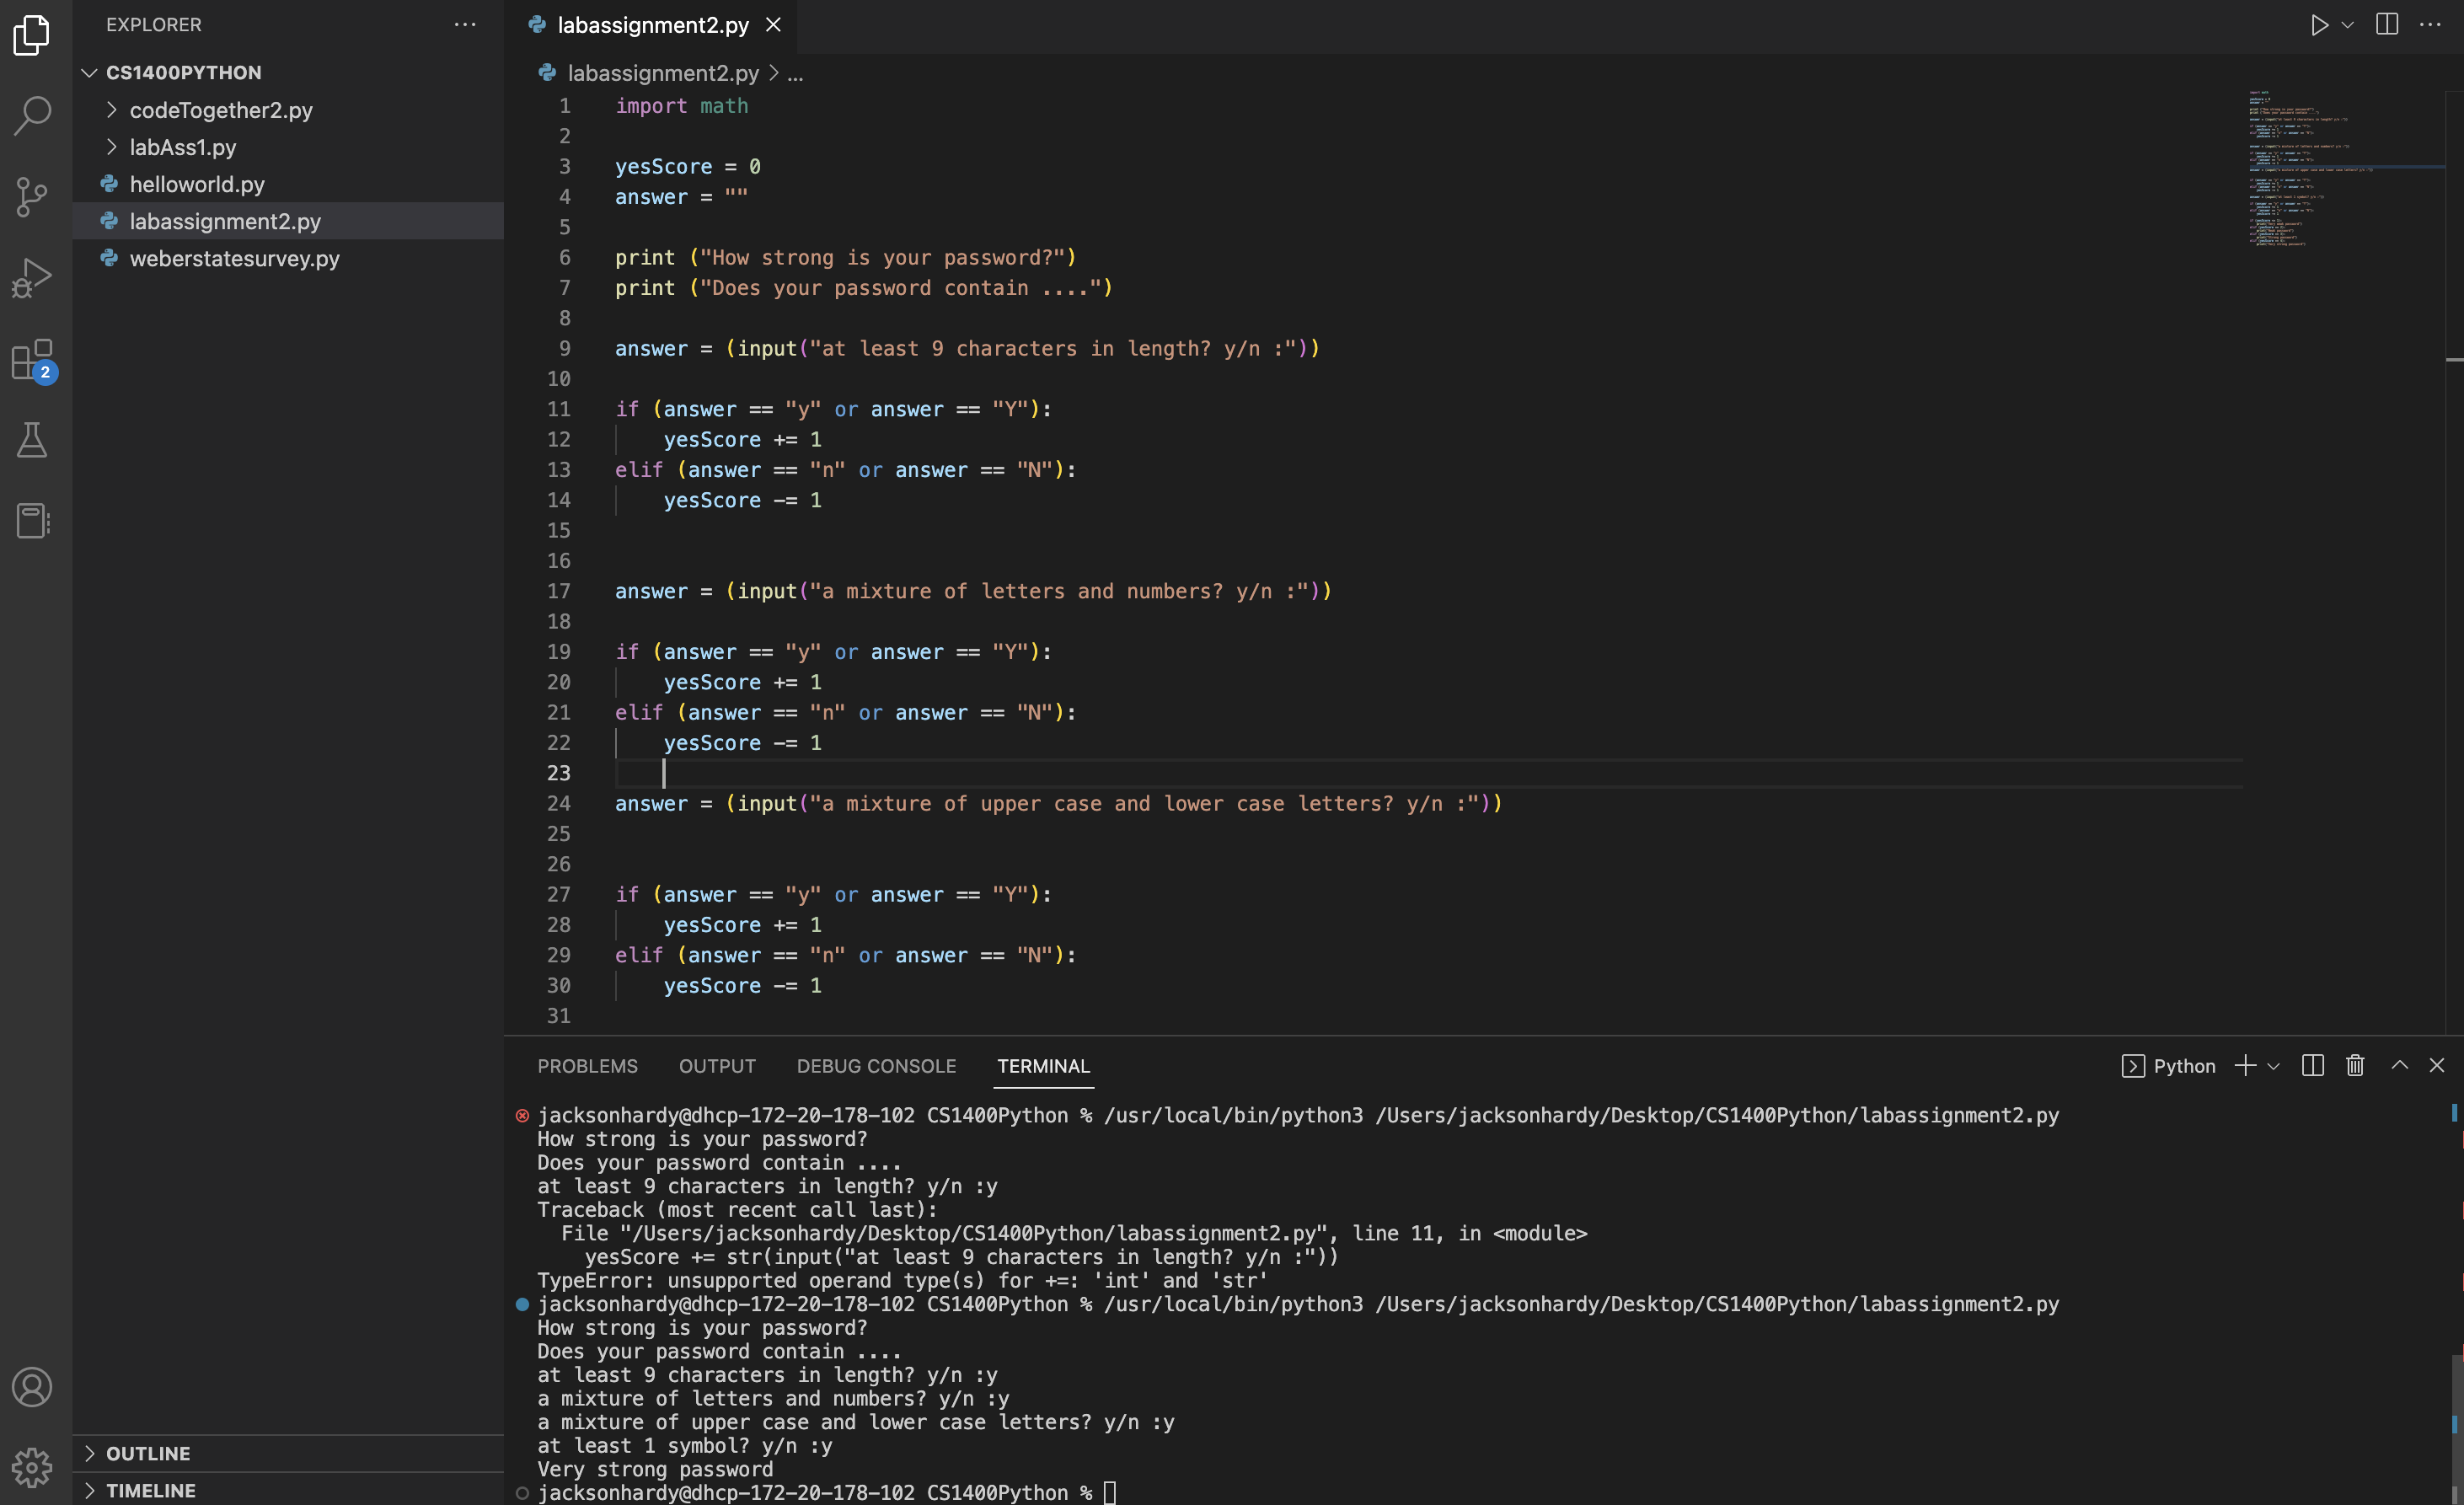 EXPLORER
CS1400PYTHON
codeTogether2.py
labAss1.py
helloworld.py
labassignment2.py
weberstatesurvey.py
2
OUTLINE
TIMELINE
labassignment2.py
labassignment2.py > ...
1 import math
2
3 yesScore = 0
4 answer = ""
5
6 print ("How strong is your password?")
7 print ("Does your password contain ....")
8
9 answer = (input("at least 9 characters in length? y/n :"))
10
11 if (answer == "y" or answer == "Y"):
12     yesScore += 1
13 elif (answer == "n" or answer == "N"):
14     yesScore -= 1
15
16
17 answer = (input("a mixture of letters and numbers? y/n :"))
18
19 if (answer == "y" or answer == "Y"):
20     yesScore += 1
21 elif (answer == "n" or answer == "N"):
22     yesScore -= 1
23
24 answer = (input("a mixture of upper case and lower case letters? y/n :"))
25
26
27 if (answer == "y" or answer == "Y"):
28     yesScore += 1
29 elif (answer == "n" or answer == "N"):
30     yesScore -= 1
31
PROBLEMS OUTPUT DEBUG CONSOLE TERMINAL Python
jacksonhardy@dhcp-172-20-178-102 CS1400Python % /usr/local/bin/python3 /Users/jacksonhardy/Desktop/CS1400Python/labassignment2.py
How strong is your password?
Does your password contain ....
at least 9 characters in length? y/n :y
Traceback (most recent call last):
  File "/Users/jacksonhardy/Desktop/CS1400Python/labassignment2.py", line 11, in <module>
    yesScore += str(input("at least 9 characters in length? y/n :"))
TypeError: unsupported operand type(s) for +=: 'int' and 'str'
jacksonhardy@dhcp-172-20-178-102 CS1400Python % /usr/local/bin/python3 /Users/jacksonhardy/Desktop/CS1400Python/labassignment2.py
How strong is your password?
Does your password contain ....
at least 9 characters in length? y/n :y
a mixture of letters and numbers? y/n :y
a mixture of upper case and lower case letters? y/n :y
at least 1 symbol? y/n :y
Very strong password
jacksonhardy@dhcp-172-20-178-102 CS1400Python %